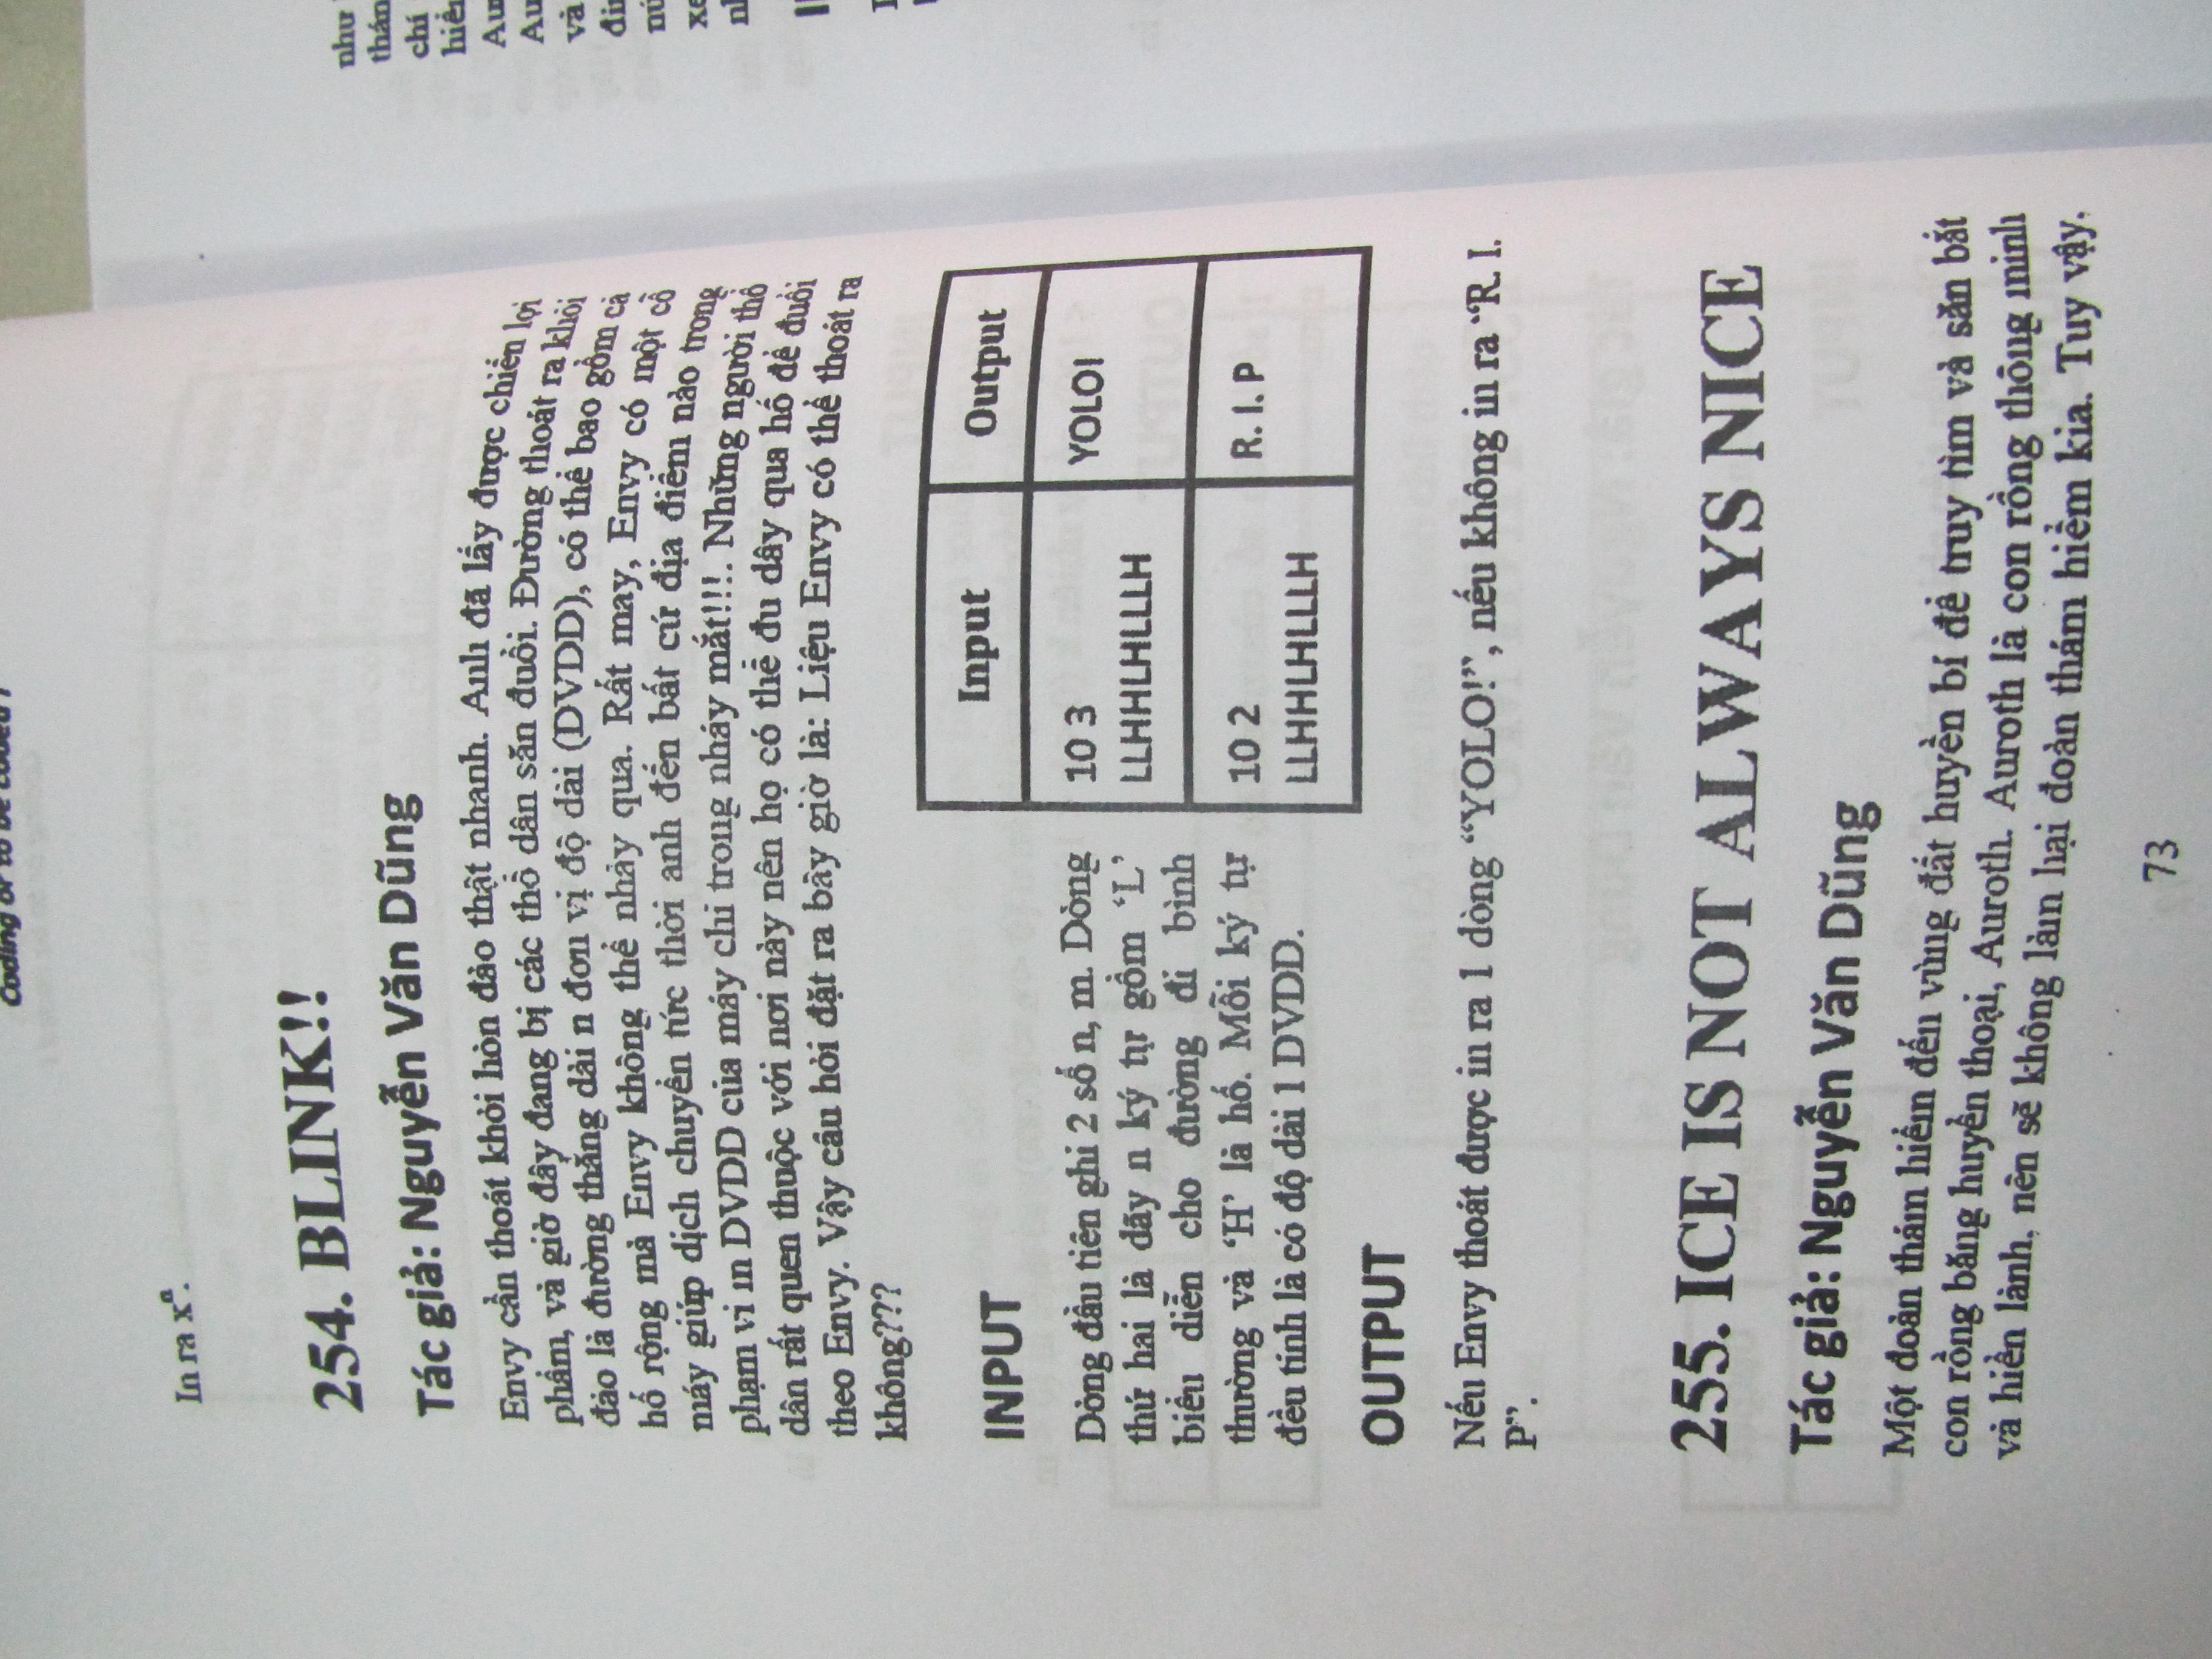 Coding or to be coded !
In ra xⁿ.
254. BLINK!!
Tác giả: Nguyễn Văn Dũng
Envy cần thoát khỏi hòn đảo thật nhanh. Anh đã lấy được chiến lợi
phẩm, và giờ đây đang bị các thổ dân săn đuổi. Đường thoát ra khỏi
đảo là đường thẳng dài n đơn vị độ dài (DVDD), có thể bao gồm cả
hố rộng mà Envy không thể nhảy qua. Rất may, Envy có một cỗ
máy giúp dịch chuyển tức thời anh đến bất cứ địa điểm nào trong
phạm vi m DVDD của máy chỉ trong nháy mắt!!!. Những người thổ
dân rất quen thuộc với nơi này nên họ có thể đu dây qua hố để đuổi
theo Envy. Vậy câu hỏi đặt ra bây giờ là: Liệu Envy có thể thoát ra
không???
INPUT
Dòng đầu tiên ghi 2 số n, m. Dòng
thứ hai là dãy n ký tự gồm ‘L’
biểu diễn cho đường đi bình
thường và ‘H’ là hố. Mỗi ký tự
đều tính là có độ dài 1 DVDD.
Input Output
10 3 YOLO!
LLHHLHLLLH
10 2 R. I. P
LLHHLHLLLH
OUTPUT
Nếu Envy thoát được in ra 1 dòng “YOLO!”, nếu không in ra “R. I.
P”.
255. ICE IS NOT ALWAYS NICE
Tác giả: Nguyễn Văn Dũng
Một đoàn thám hiểm đến vùng đất huyền bí để truy tìm và săn bắt
con rồng băng huyền thoại, Auroth. Auroth là con rồng thông minh
và hiền lành, nên sẽ không làm hại đoàn thám hiểm kia. Tuy vậy,
73
như
chí
và